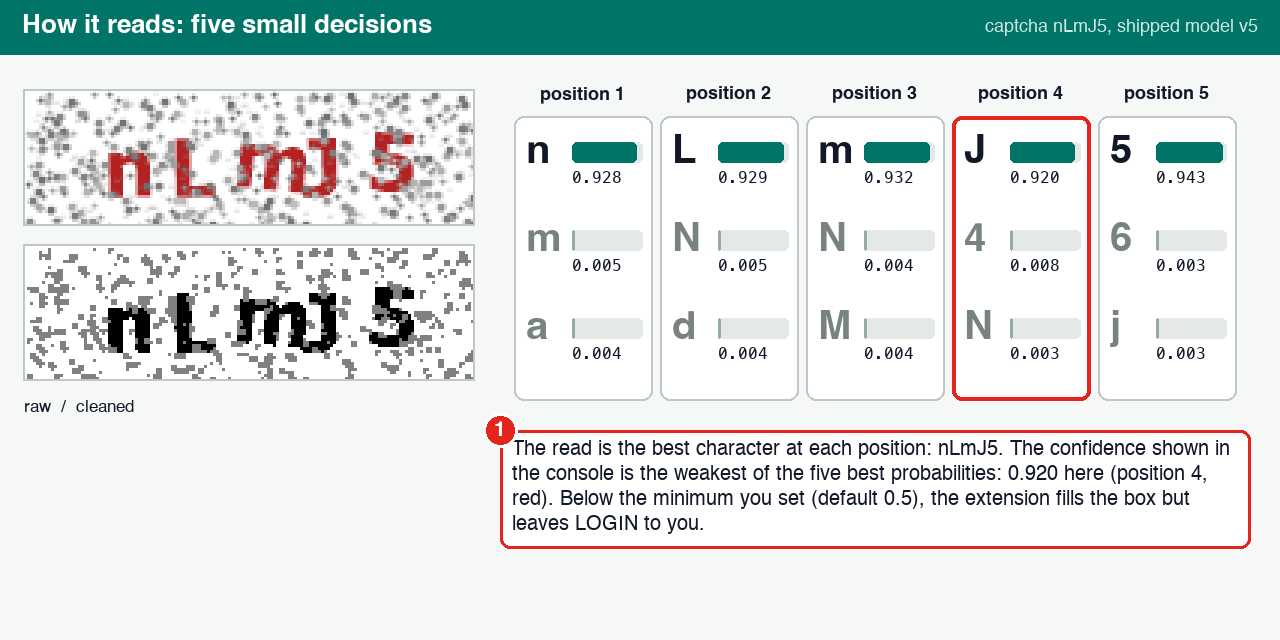 How it reads: five small decisions
captcha nLmJ5, shipped model v5
nLmJ5
nLmJ5
raw / cleaned
position 1
n
0.928
m
0.005
a
0.004
position 2
L
0.929
N
0.005
d
0.004
position 3
m
0.932
N
0.004
M
0.004
position 4
J
0.920
4
0.008
N
0.003
position 5
5
0.943
6
0.003
j
0.003
1
The read is the best character at each position: nLmJ5. The confidence shown in
the console is the weakest of the five best probabilities: 0.920 here (position 4,
red). Below the minimum you set (default 0.5), the extension fills the box but
leaves LOGIN to you.